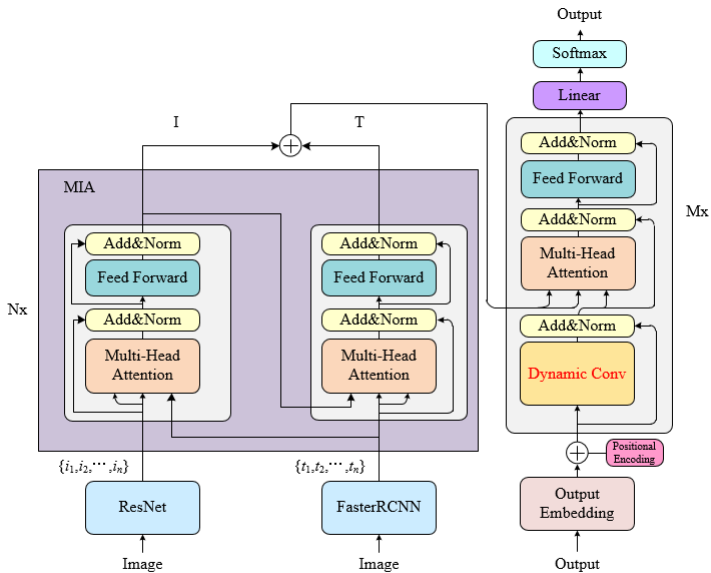 Output
Softmax
Linear
I
T
Add&Norm
Feed Forward
Add&Norm
Multi-Head
Attention
Mx
Add&Norm
Dynamic Conv
MIA
Nx
Add&Norm
Feed Forward
Add&Norm
Multi-Head
Attention
Add&Norm
Feed Forward
Add&Norm
Multi-Head
Attention
Positional
Encoding
{i₁,i₂,⋯,iₙ}
{t₁,t₂,⋯,tₙ}
ResNet
FasterRCNN
Output
Embedding
Image
Image
Output